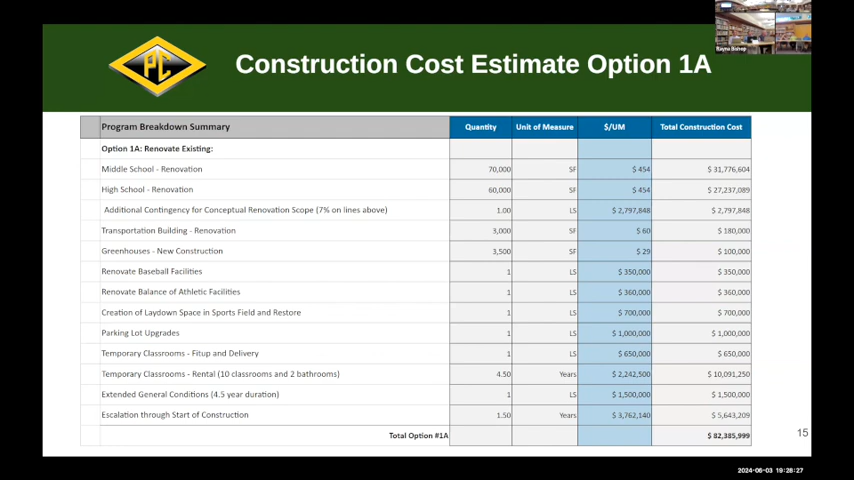 Rayna Bishop
PC
Construction Cost Estimate Option 1A
Program Breakdown Summary Quantity Unit of Measure $/UM Total Construction Cost
Option 1A: Renovate Existing:
Middle School - Renovation 70,000 SF $ 454 $ 31,776,604
High School - Renovation 60,000 SF $ 454 $ 27,237,089
Additional Contingency for Conceptual Renovation Scope (7% on lines above) 1.00 LS $ 2,797,848 $ 2,797,848
Transportation Building - Renovation 3,000 SF $ 60 $ 180,000
Greenhouses - New Construction 3,500 SF $ 29 $ 100,000
Renovate Baseball Facilities 1 LS $ 350,000 $ 350,000
Renovate Balance of Athletic Facilities 1 LS $ 360,000 $ 360,000
Creation of Laydown Space in Sports Field and Restore 1 LS $ 700,000 $ 700,000
Parking Lot Upgrades 1 LS $ 1,000,000 $ 1,000,000
Temporary Classrooms - Fitup and Delivery 1 LS $ 650,000 $ 650,000
Temporary Classrooms - Rental (10 classrooms and 2 bathrooms) 4.50 Years $ 2,242,500 $ 10,091,250
Extended General Conditions (4.5 year duration) 1 LS $ 1,500,000 $ 1,500,000
Escalation through Start of Construction 1.50 Years $ 3,762,140 $ 5,643,209
Total Option #1A $ 82,385,999
15
2024-06-03 19:28:27